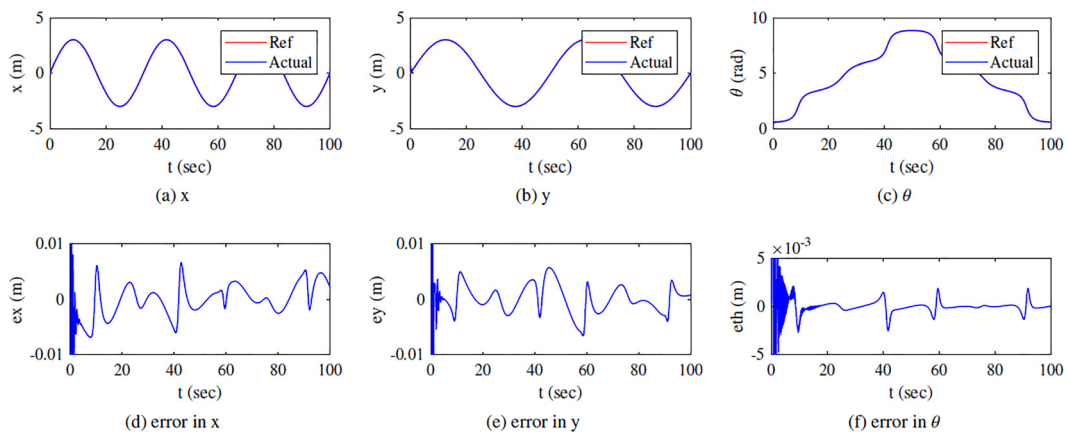 5
0
-5
x (m)
Ref
Actual
0 20 40 60 80 100
t (sec)
(a) x
5
0
-5
y (m)
Ref
Actual
0 20 40 60 80 100
t (sec)
(b) y
10
5
0
θ (rad)
Ref
Actual
0 20 40 60 80 100
t (sec)
(c) θ
0.01
0
-0.01
ex (m)
0 20 40 60 80 100
t (sec)
(d) error in x
0.01
0
-0.01
ey (m)
0 20 40 60 80 100
t (sec)
(e) error in y
×10⁻³
5
0
-5
eth (m)
0 20 40 60 80 100
t (sec)
(f) error in θ